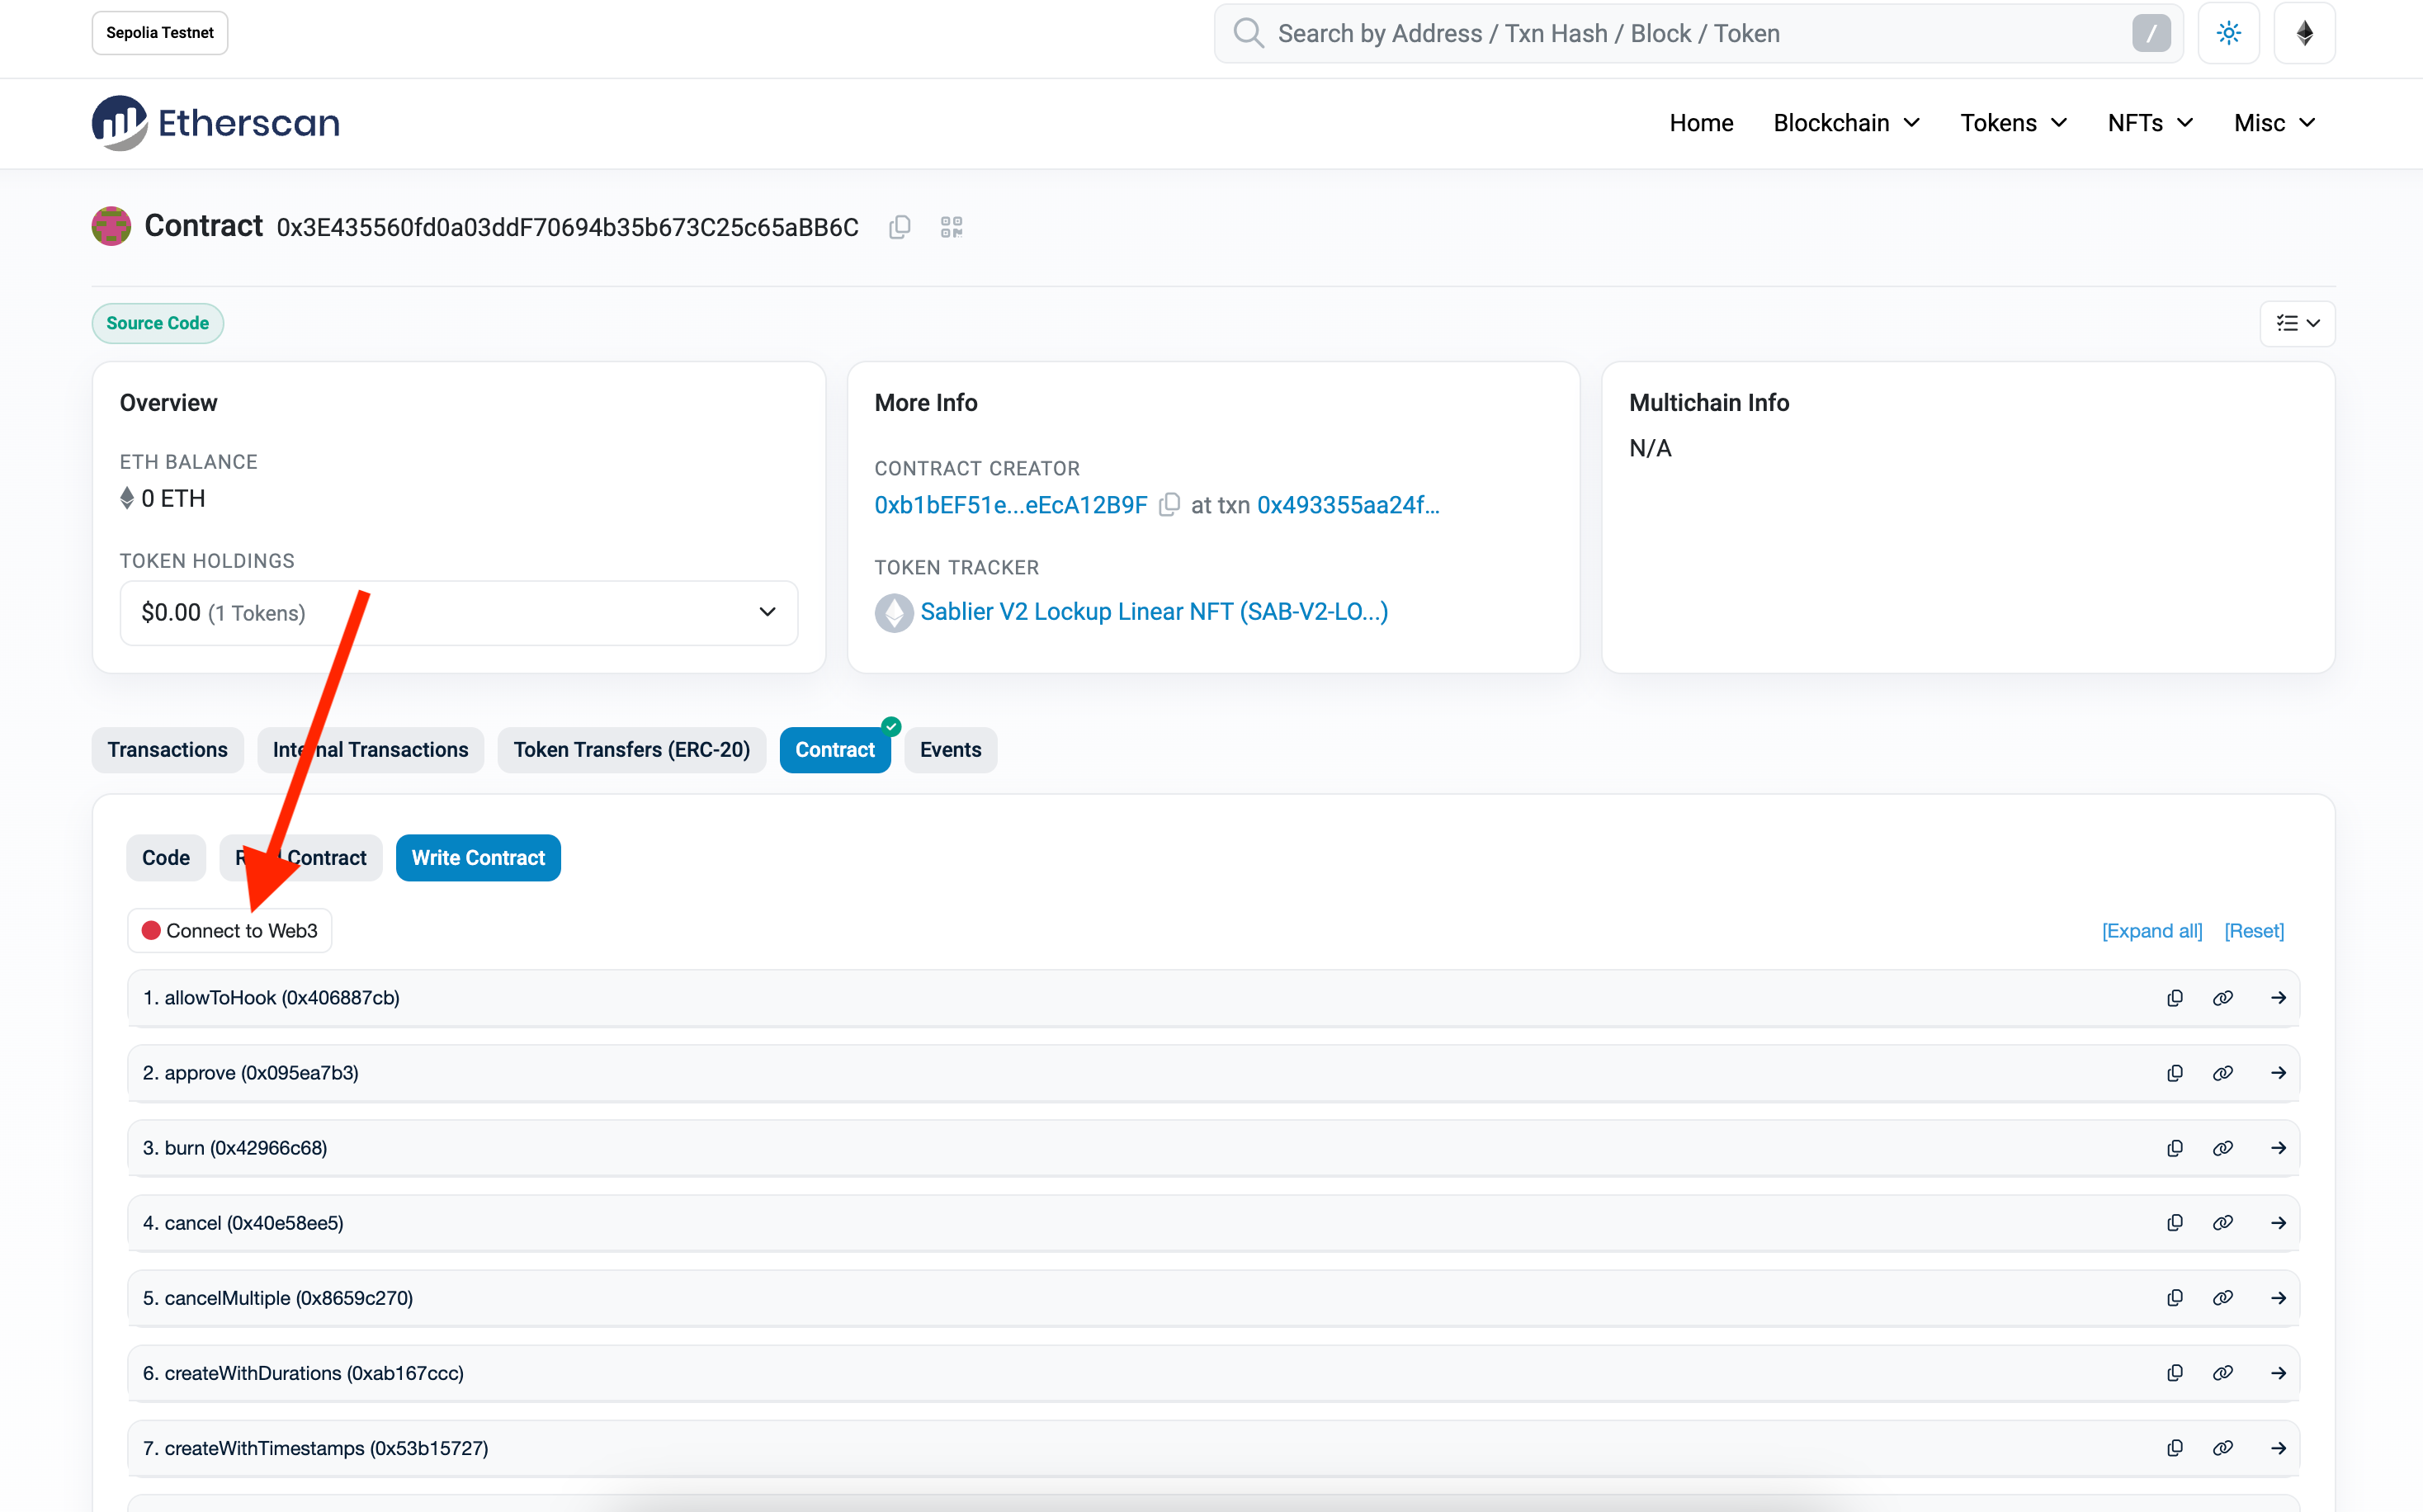 Sepolia Testnet
Search by Address / Txn Hash / Block / Token
/
Etherscan
Home Blockchain Tokens NFTs Misc
Contract 0x3E435560fd0a03ddF70694b35b673C25c65aBB6C
Source Code
Overview
ETH BALANCE
0 ETH
TOKEN HOLDINGS
$0.00 (1 Tokens)
More Info
CONTRACT CREATOR
0xb1bEF51e...eEcA12B9F at txn 0x493355aa24f...
TOKEN TRACKER
Sablier V2 Lockup Linear NFT (SAB-V2-LO...)
Multichain Info
N/A
Transactions Internal Transactions Token Transfers (ERC-20) Contract Events
Code Contract Write Contract
Connect to Web3 [Expand all] [Reset]
1. allowToHook (0x406887cb)
2. approve (0x095ea7b3)
3. burn (0x42966c68)
4. cancel (0x40e58ee5)
5. cancelMultiple (0x8659c270)
6. createWithDurations (0xab167ccc)
7. createWithTimestamps (0x53b15727)